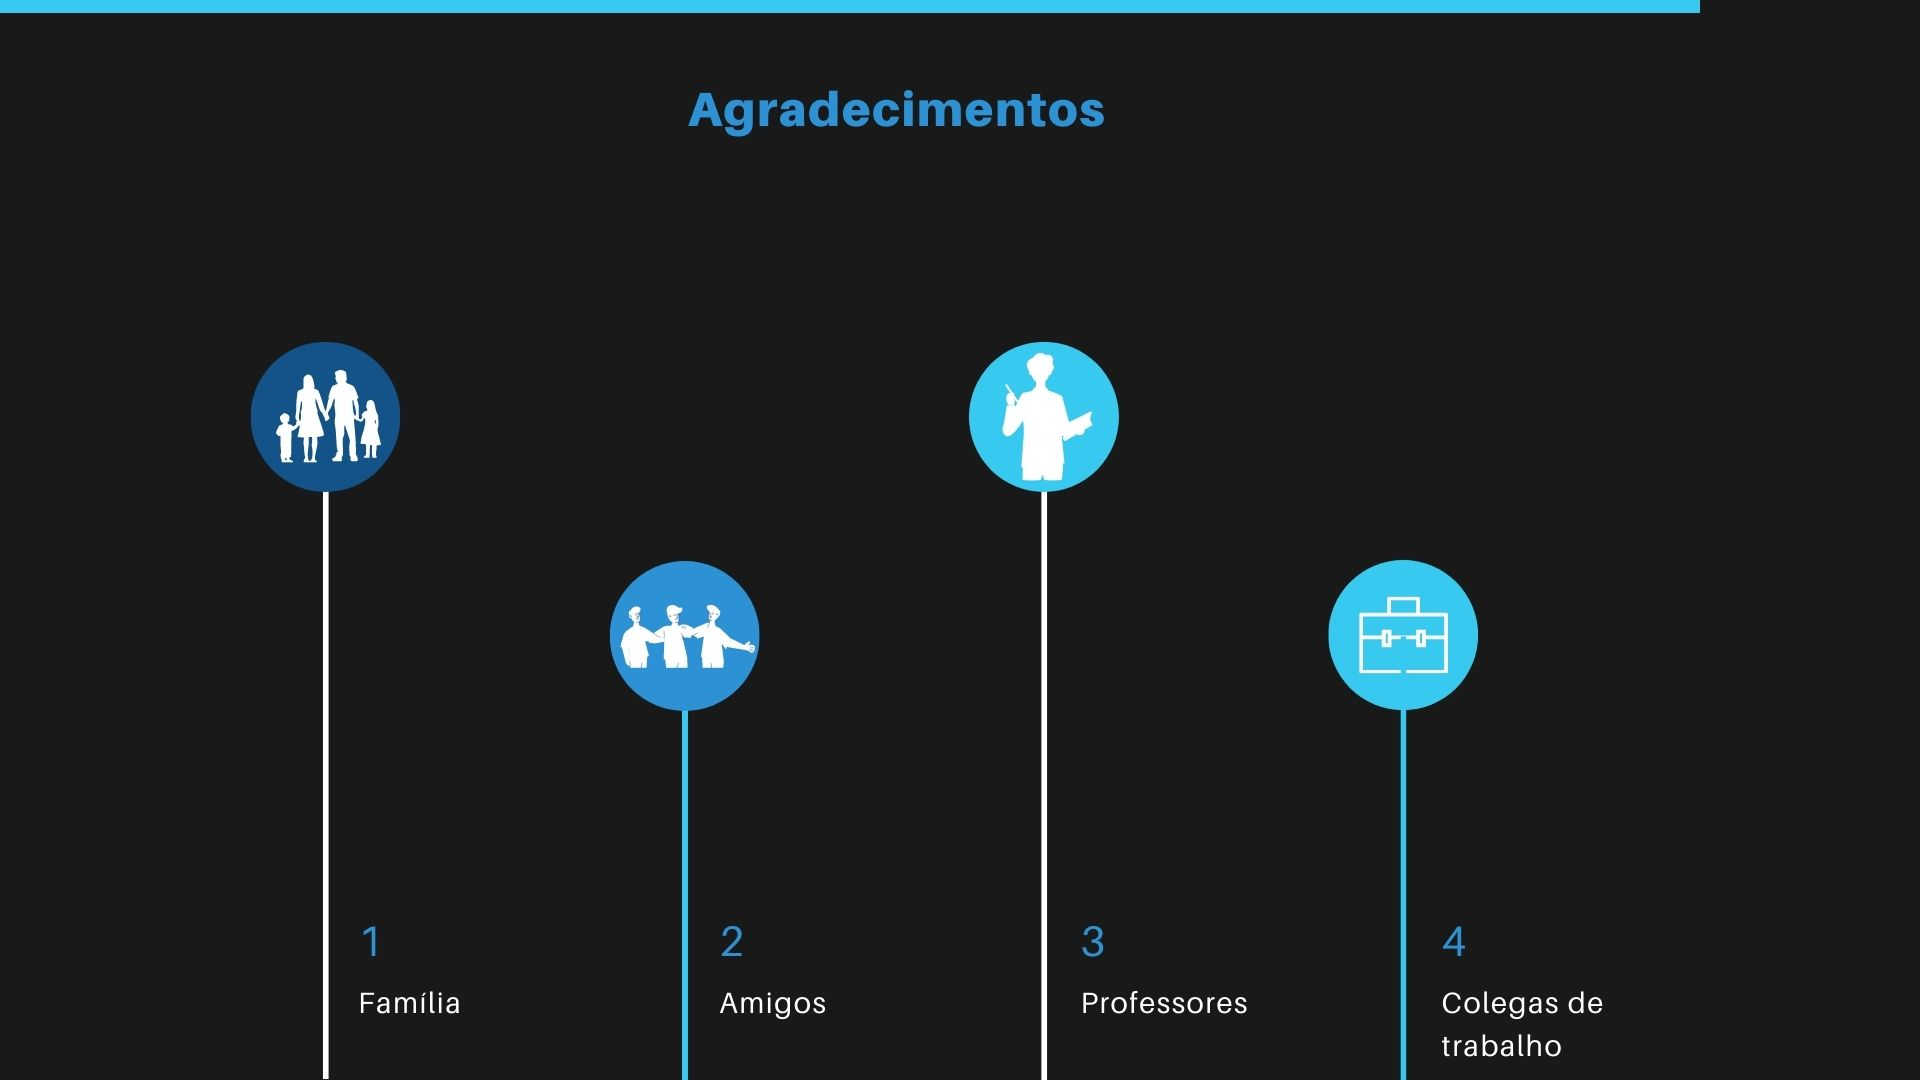 Agradecimentos
1
Família
2
Amigos
3
Professores
4
Colegas de
trabalho